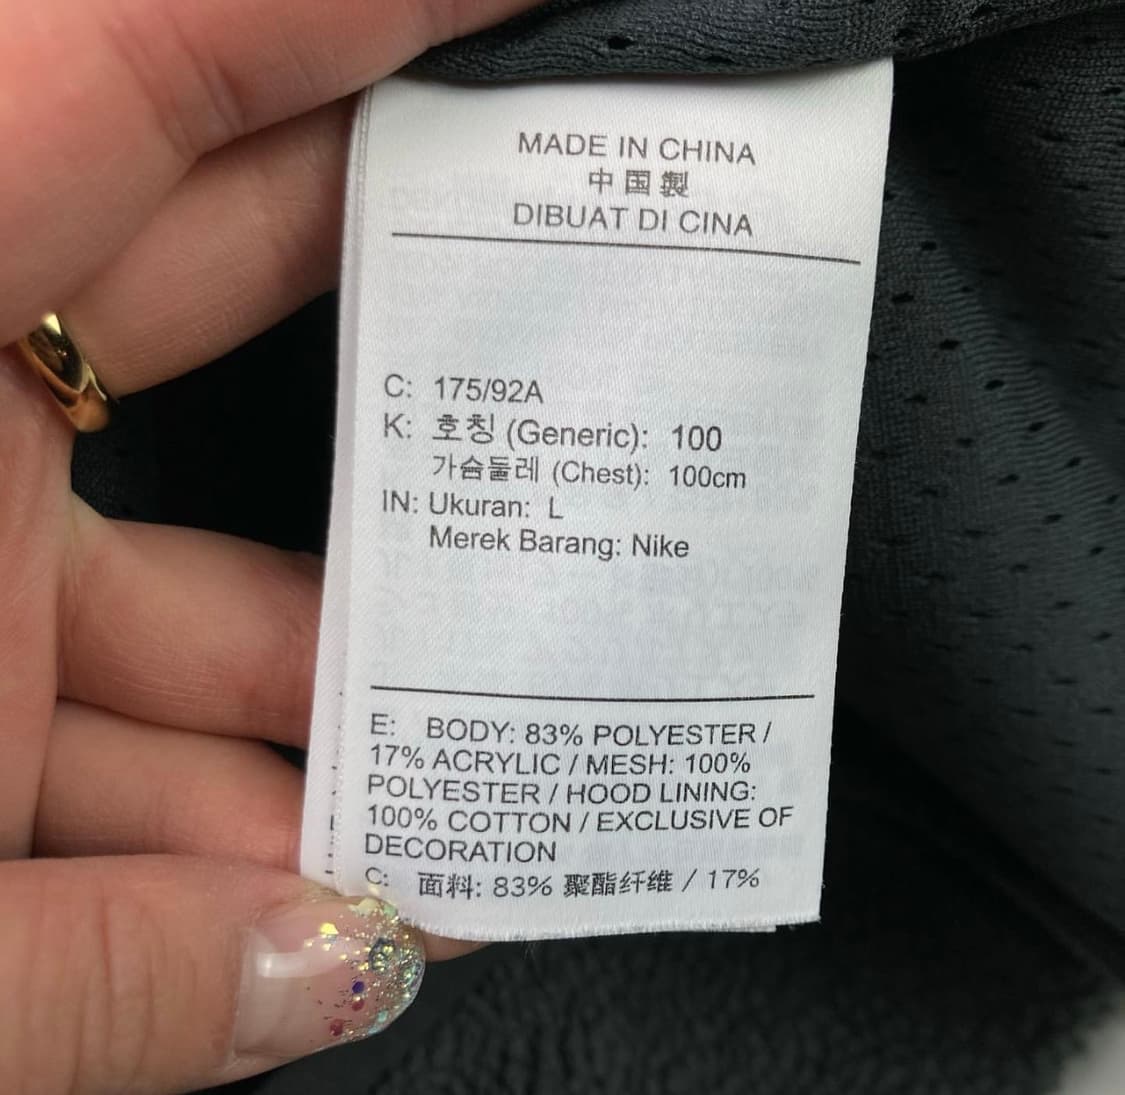 MADE IN CHINA
中国製
DIBUAT DI CINA
C: 175/92A
K: 호칭 (Generic): 100
가슴둘레 (Chest): 100cm
IN: Ukuran: L
Merek Barang: Nike
E: BODY: 83% POLYESTER /
17% ACRYLIC / MESH: 100%
POLYESTER / HOOD LINING:
100% COTTON / EXCLUSIVE OF
DECORATION
C: 面料: 83% 聚酯纤维 / 17%